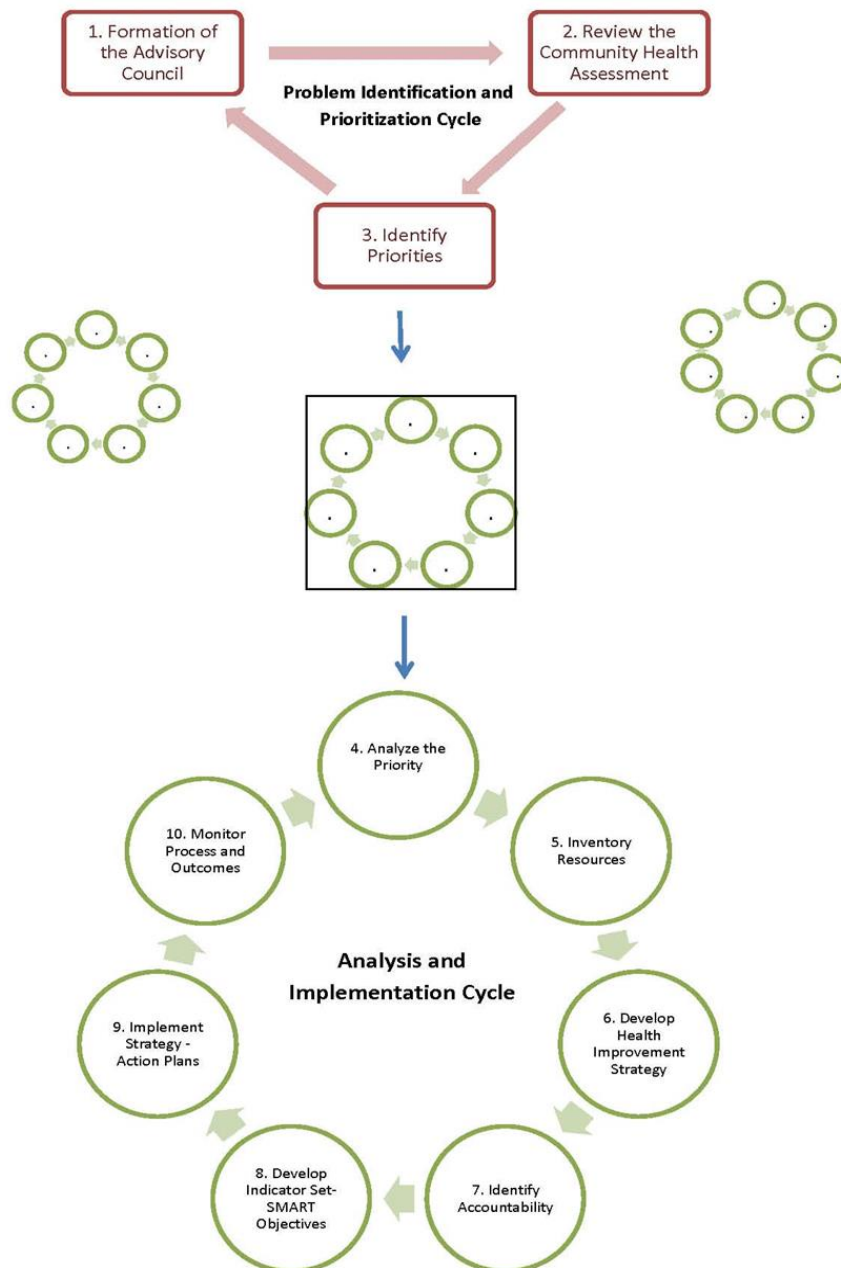 1. Formation of
the Advisory
Council
2. Review the
Community Health
Assessment
Problem Identification and
Prioritization Cycle
3. Identify
Priorities
4. Analyze the
Priority
5. Inventory
Resources
6. Develop
Health
Improvement
Strategy
7. Identify
Accountability
8. Develop
Indicator Set-
SMART
Objectives
9. Implement
Strategy -
Action Plans
10. Monitor
Process and
Outcomes
Analysis and
Implementation Cycle